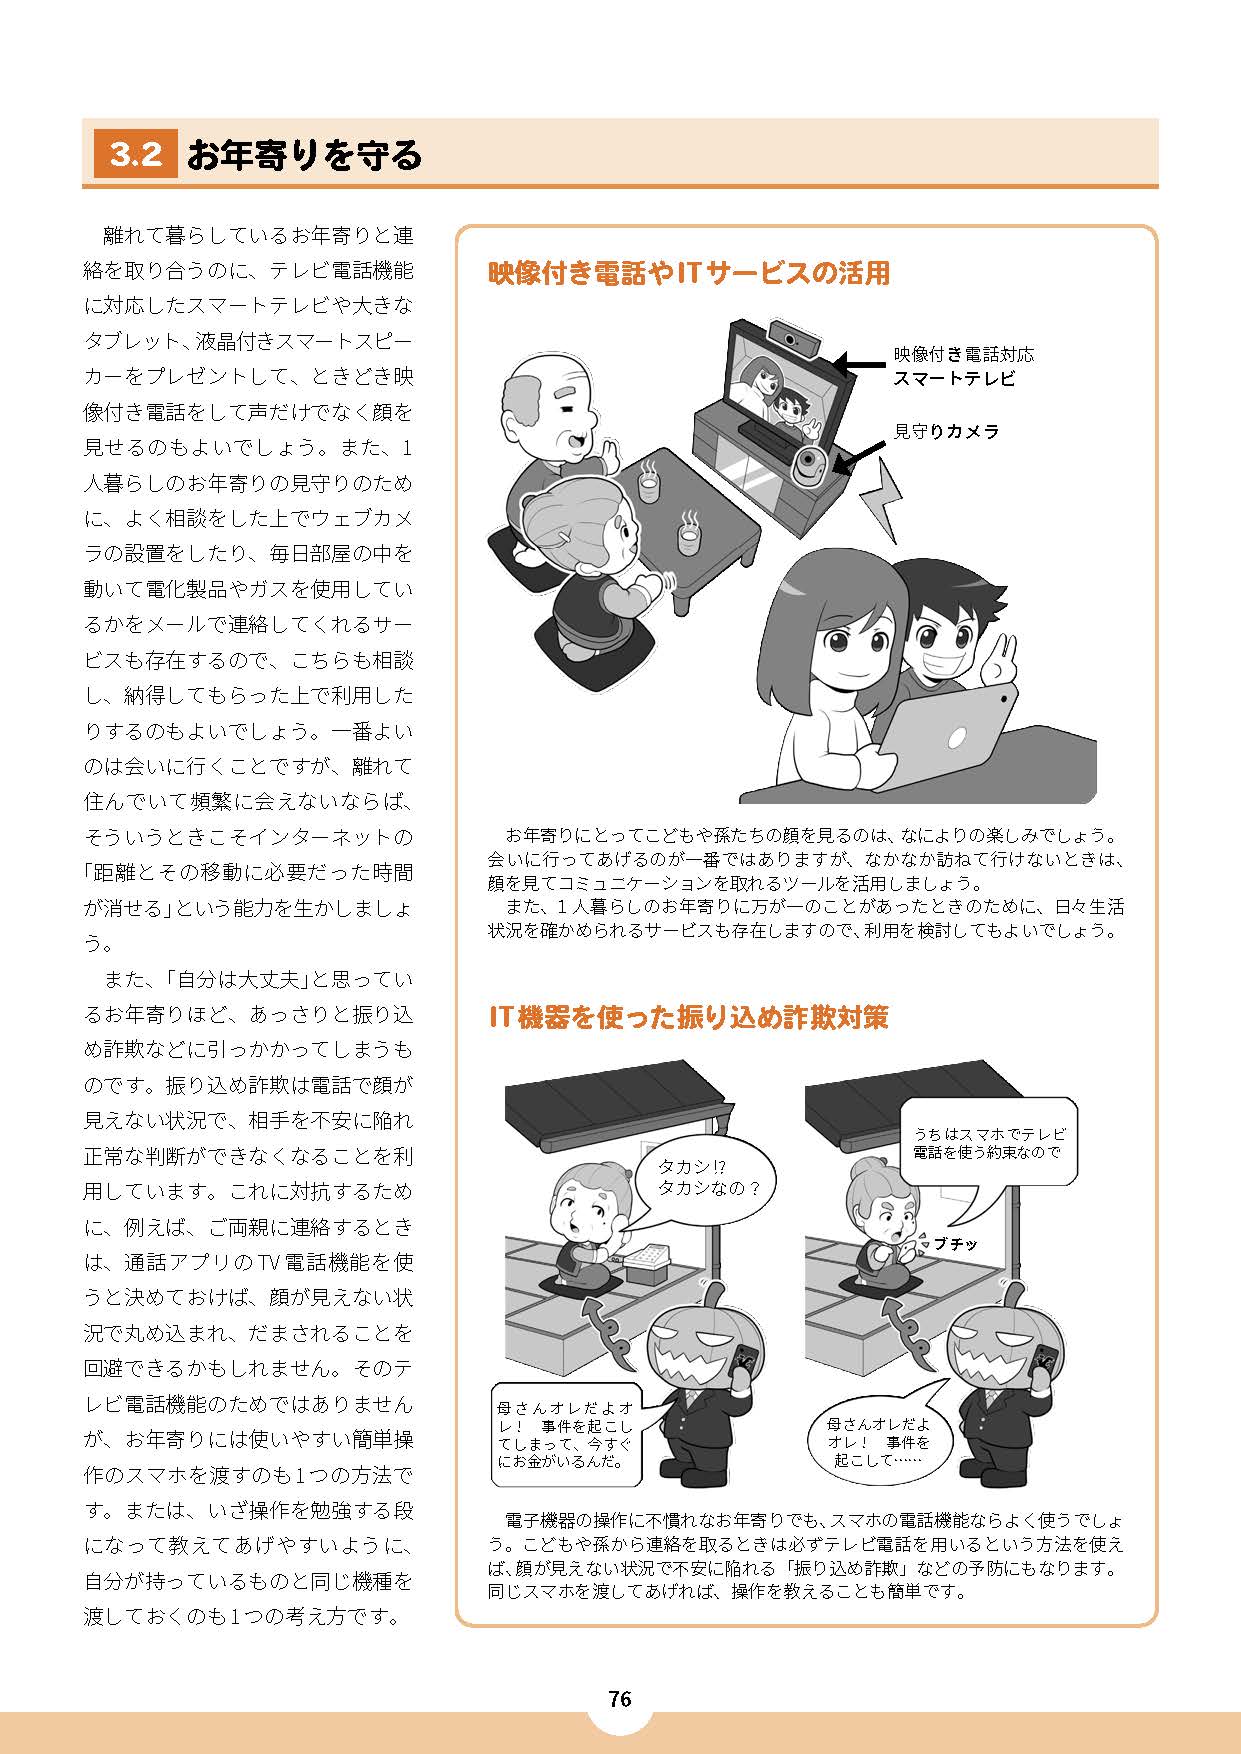 3.2 お年寄りを守る
離れて暮らしているお年寄りと連
絡を取り合うのに、テレビ電話機能
に対応したスマートテレビや大きな
タブレット、液晶付きスマートスピー
カーをプレゼントして、ときどき映
像付き電話をして声だけでなく顔を
見せるのもよいでしょう。また、1
人暮らしのお年寄りの見守りのため
に、よく相談をした上でウェブカメ
ラの設置をしたり、毎日部屋の中を
動いて電化製品やガスを使用してい
るかをメールで連絡してくれるサー
ビスも存在するので、こちらも相談
し、納得してもらった上で利用した
りするのもよいでしょう。一番よい
のは会いに行くことですが、離れて
住んでいて頻繁に会えないならば、
そういうときこそインターネットの
「距離とその移動に必要だった時間
が消せる」という能力を生かしましょ
う。
また、「自分は大丈夫」と思ってい
るお年寄りほど、あっさりと振り込
め詐欺などに引っかかってしまうも
のです。振り込め詐欺は電話で顔が
見えない状況で、相手を不安に陥れ
正常な判断ができなくなることを利
用しています。これに対抗するため
に、例えば、ご両親に連絡するとき
は、通話アプリのTV電話機能を使
うと決めておけば、顔が見えない状
況で丸め込まれ、だまされることを
回避できるかもしれません。そのテ
レビ電話機能のためではありません
が、お年寄りには使いやすい簡単操
作のスマホを渡すのも1つの方法で
す。または、いざ操作を勉強する段
になって教えてあげやすいように、
自分が持っているものと同じ機種を
渡しておくのも1つの考え方です。
映像付き電話やITサービスの活用
映像付き電話対応
スマートテレビ
見守りカメラ
お年寄りにとってこどもや孫たちの顔を見るのは、なによりの楽しみでしょう。
会いに行ってあげるのが一番ではありますが、なかなか訪ねて行けないときは、
顔を見てコミュニケーションを取れるツールを活用しましょう。
また、1人暮らしのお年寄りに万が一のことがあったときのために、日々生活
状況を確かめられるサービスも存在しますので、利用を検討してもよいでしょう。
IT機器を使った振り込め詐欺対策
タカシ!?
タカシなの？
母さんオレだよオ
レ！　事件を起こし
てしまって、今すぐ
にお金がいるんだ。
うちはスマホでテレビ
電話を使う約束なので
ブチッ
母さんオレだよ
オレ！　事件を
起こして……
電子機器の操作に不慣れなお年寄りでも、スマホの電話機能ならよく使うでしょ
う。こどもや孫から連絡を取るときは必ずテレビ電話を用いるという方法を使え
ば、顔が見えない状況で不安に陥れる「振り込め詐欺」などの予防にもなります。
同じスマホを渡してあげれば、操作を教えることも簡単です。
76